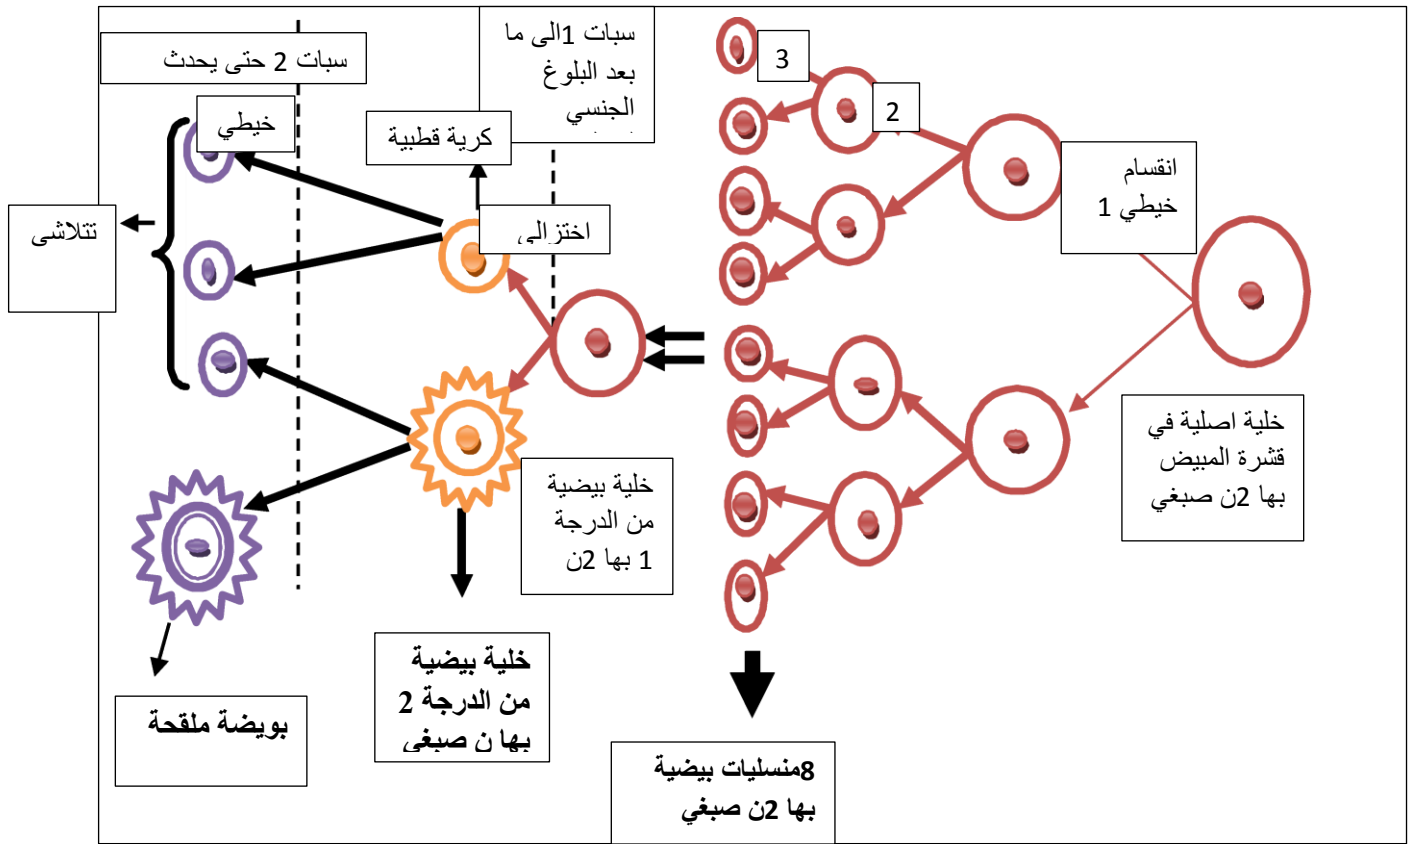 انقسام
خيطي 1
2
3
خلية اصلية في
قشرة المبيض
بها 2ن صبغي
8منسليات بيضية
بها 2ن صبغي
سبات 1الى ما
بعد البلوغ
الجنسي
خلية بيضية
من الدرجة
1 بها 2ن
اختزالي
كرية قطبية
خلية بيضية
من الدرجة 2
بها ن صبغي
سبات 2 حتى يحدث
خيطي
تتلاشى
بويضة ملقحة